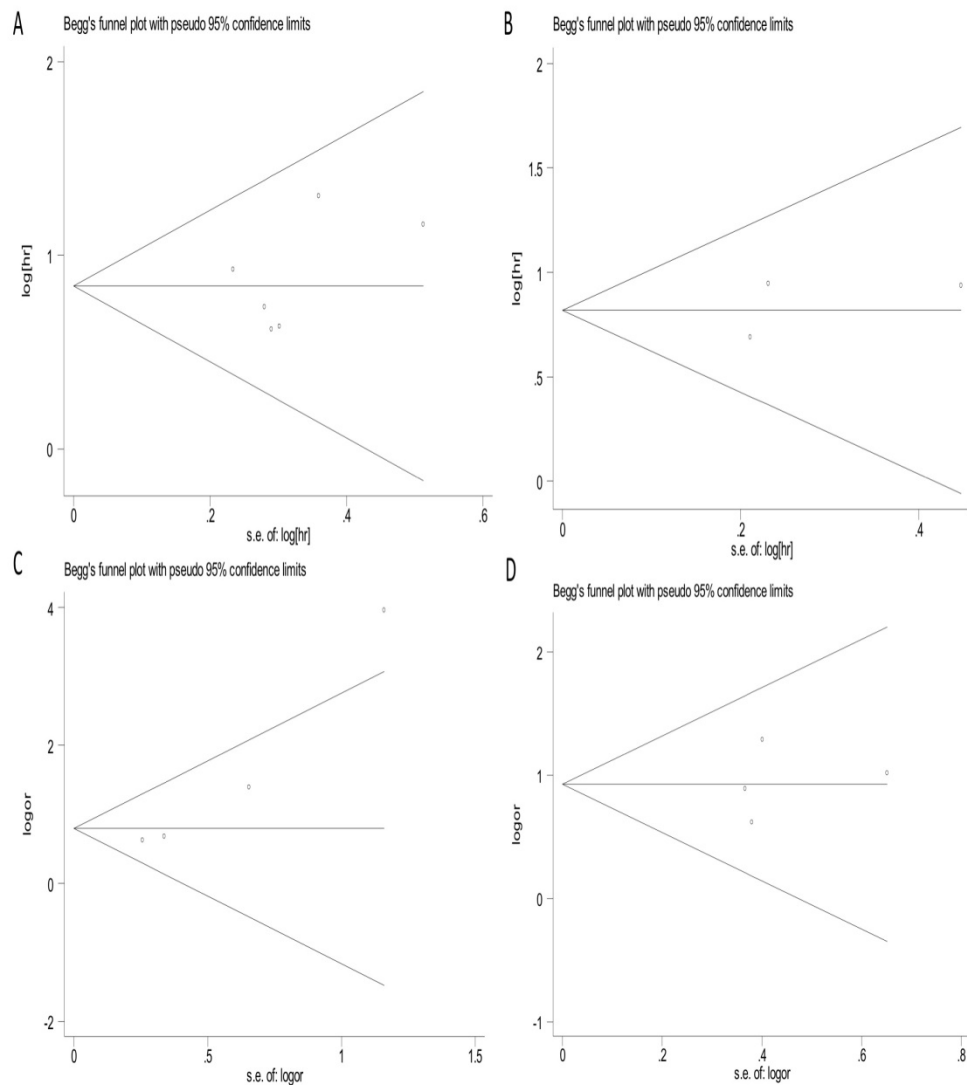 A
Begg's funnel plot with pseudo 95% confidence limits
2
1
0
log[hr]
0 .2 .4 .6
s.e. of: log[hr]
B
Begg's funnel plot with pseudo 95% confidence limits
2
1.5
1
.5
0
log[hr]
0 .2 .4
s.e. of: log[hr]
C
Begg's funnel plot with pseudo 95% confidence limits
4
2
0
-2
logor
0 .5 1 1.5
s.e. of: logor
D
Begg's funnel plot with pseudo 95% confidence limits
2
1
0
-1
logor
0 .2 .4 .6 .8
s.e. of: logor